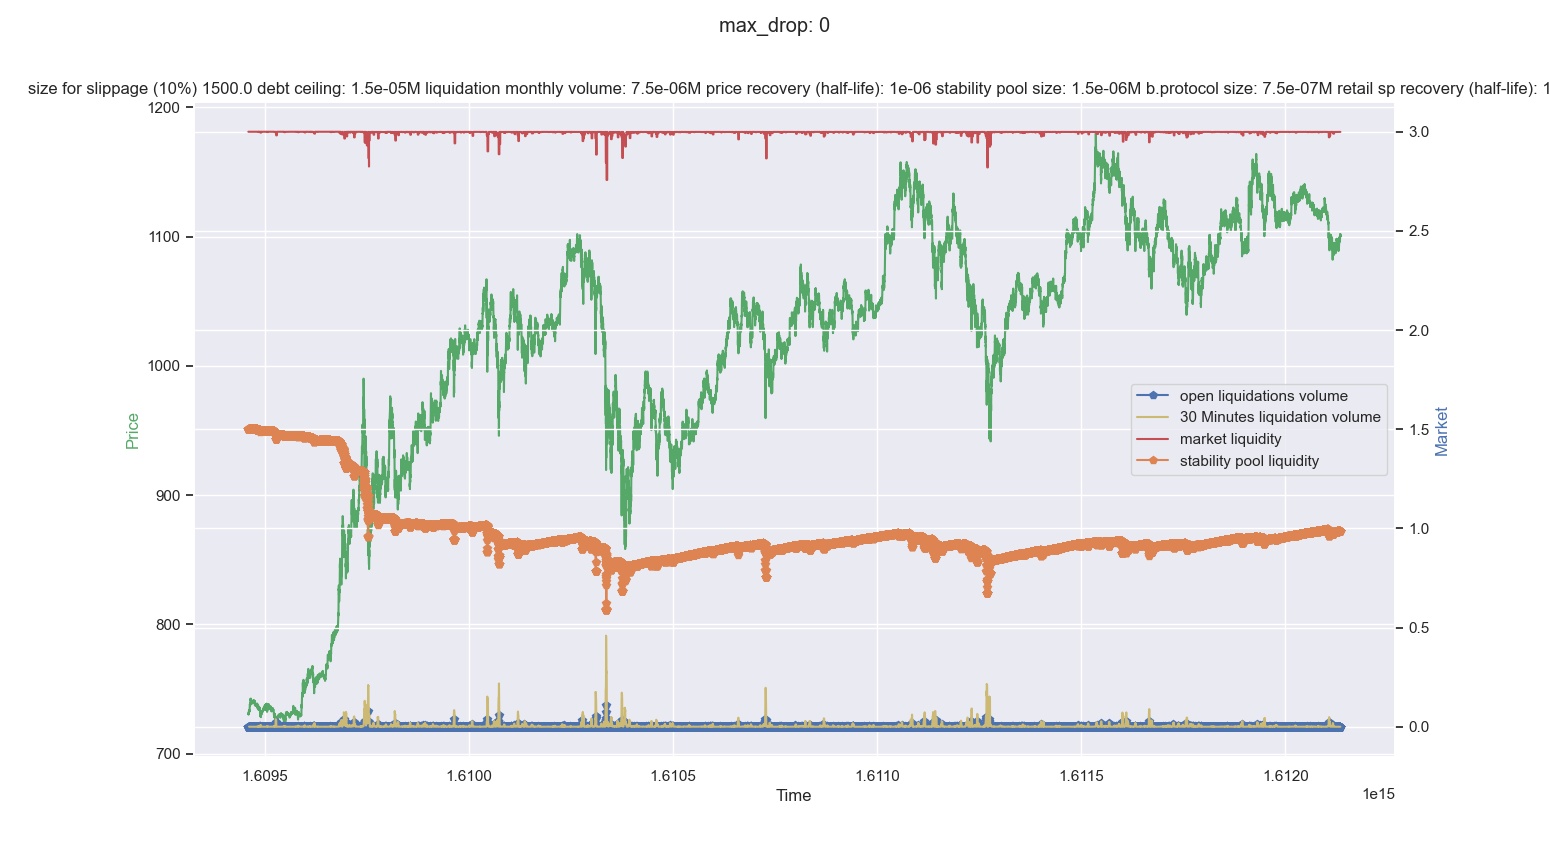 max_drop: 0
size for slippage (10%) 1500.0 debt ceiling: 1.5e-05M liquidation monthly volume: 7.5e-06M price recovery (half-life): 1e-06 stability pool size: 1.5e-06M b.protocol size: 7.5e-07M retail sp recovery (half-life): 1
1200
1100
1000
900
800
700
Price
3.0
2.5
2.0
1.5
1.0
0.5
0.0
Market
open liquidations volume
30 Minutes liquidation volume
market liquidity
stability pool liquidity
1.6095 1.6100 1.6105 1.6110 1.6115 1.6120
Time
1e15